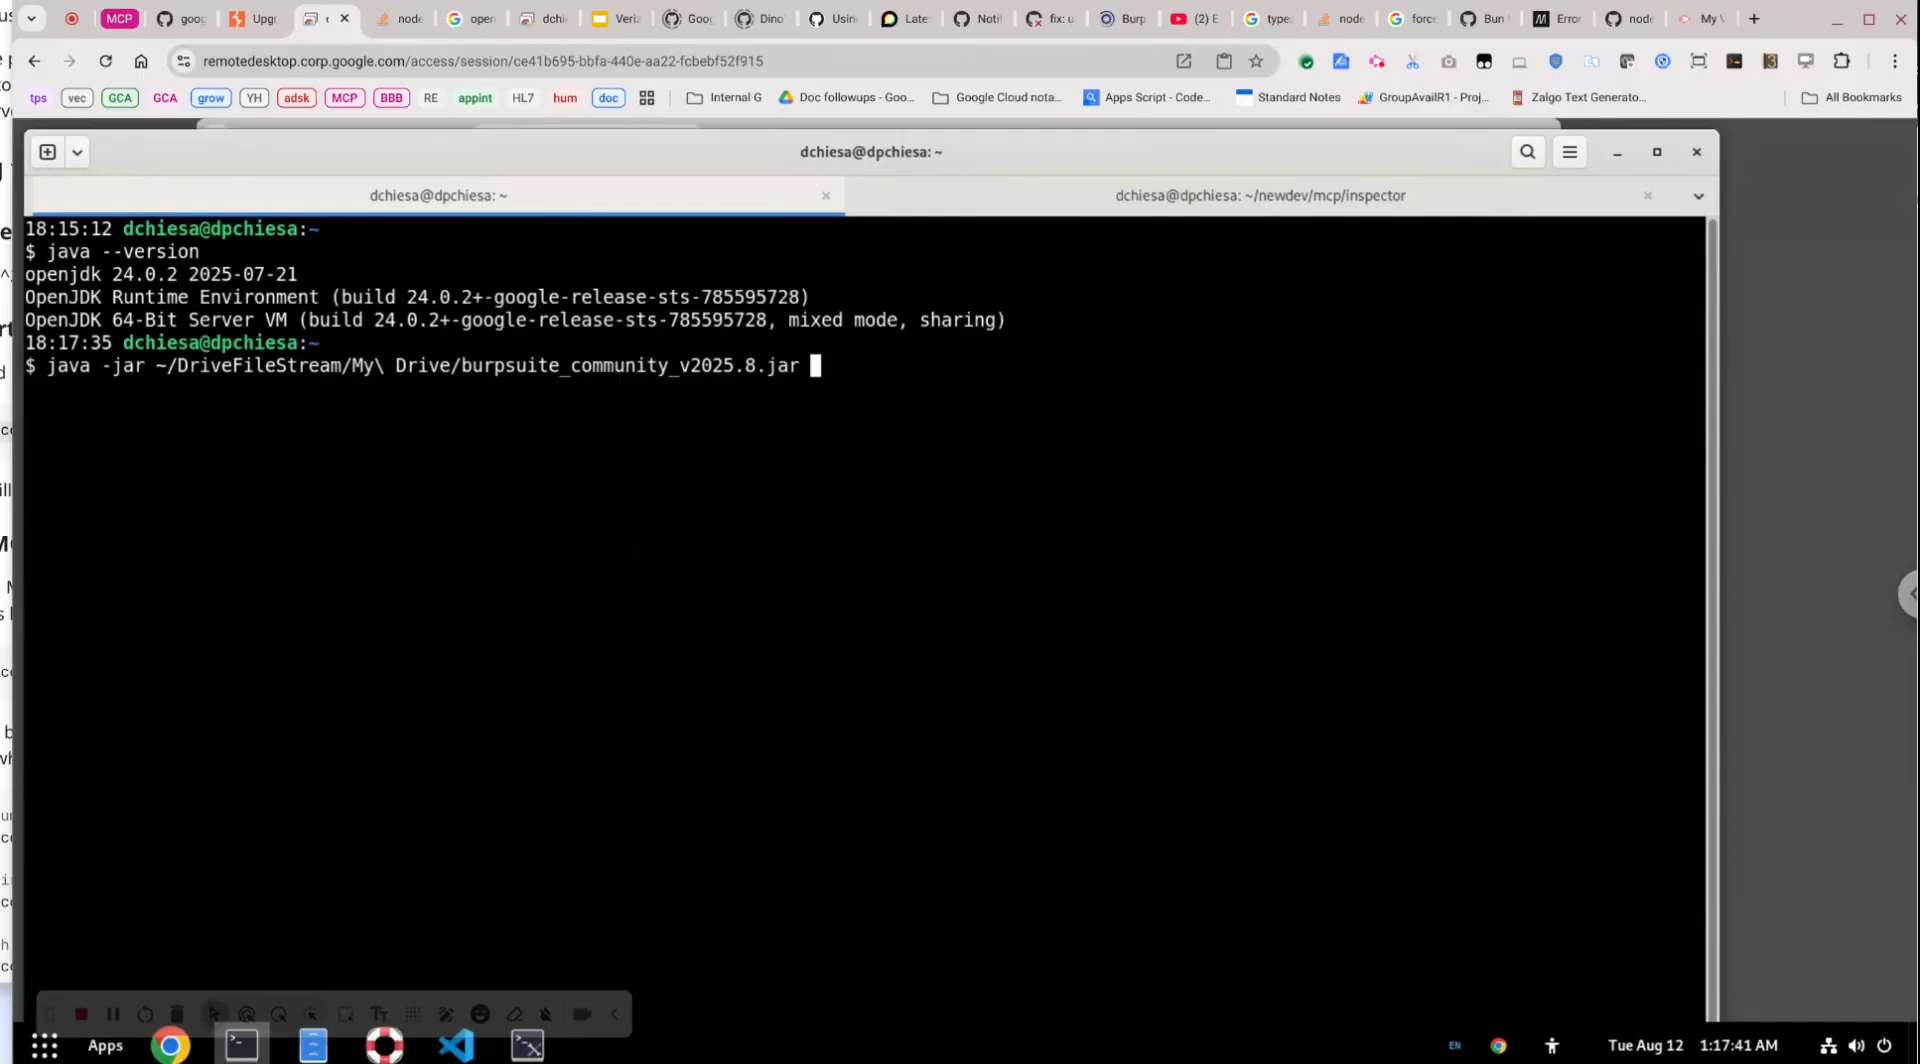 MCP
goog
Upgr
c
node
open
dchie
Veriz
Goog
Dino
Usin
Late
Notif
fix: u
Burp
(2) E
type
node
force
Bun
Error
node
My V
remotedesktop.corp.google.com/access/session/ce41b695-bbfa-440e-aa22-fcbebf52f915
tps
vec
GCA
GCA
grow
YH
adsk
MCP
BBB
RE
appint
HL7
hum
doc
Internal G
Doc followups - Goo...
Google Cloud nota...
Apps Script - Code...
Standard Notes
GroupAvailR1 - Proj...
Zalgo Text Generato...
All Bookmarks
dchiesa@dpchiesa: ~
dchiesa@dpchiesa: ~
dchiesa@dpchiesa: ~/newdev/mcp/inspector
18:15:12 dchiesa@dpchiesa:~
$ java --version
openjdk 24.0.2 2025-07-21
OpenJDK Runtime Environment (build 24.0.2+-google-release-sts-785595728)
OpenJDK 64-Bit Server VM (build 24.0.2+-google-release-sts-785595728, mixed mode, sharing)
18:17:35 dchiesa@dpchiesa:~
$ java -jar ~/DriveFileStream/My\ Drive/burpsuite_community_v2025.8.jar
Tт
Apps
EN
Tue Aug 12
1:17:41 AM